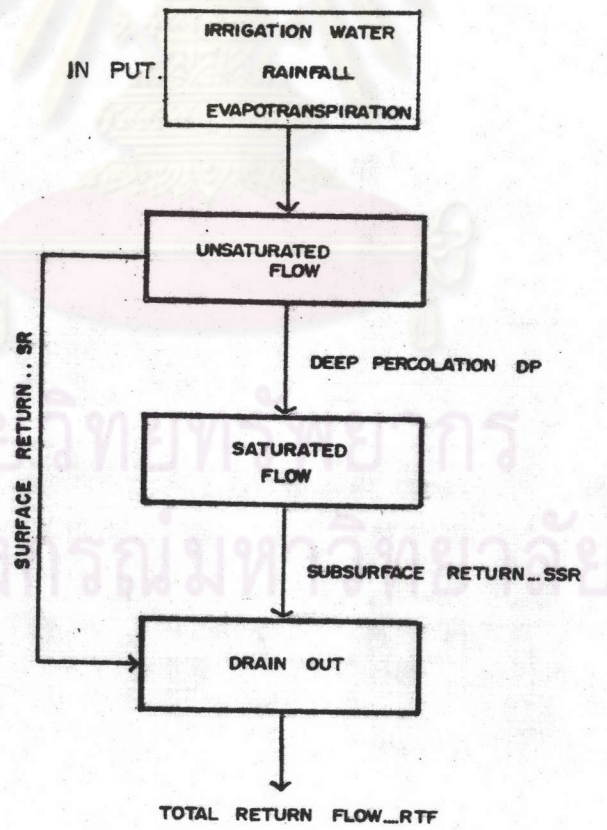 IRRIGATION WATER
IN PUT. RAINFALL
EVAPOTRANSPIRATION
UNSATURATED
FLOW
SURFACE RETURN.. SR
DEEP PERCOLATION DP
SATURATED
FLOW
SUBSURFACE RETURN...SSR
DRAIN OUT
TOTAL RETURN FLOW...RTF